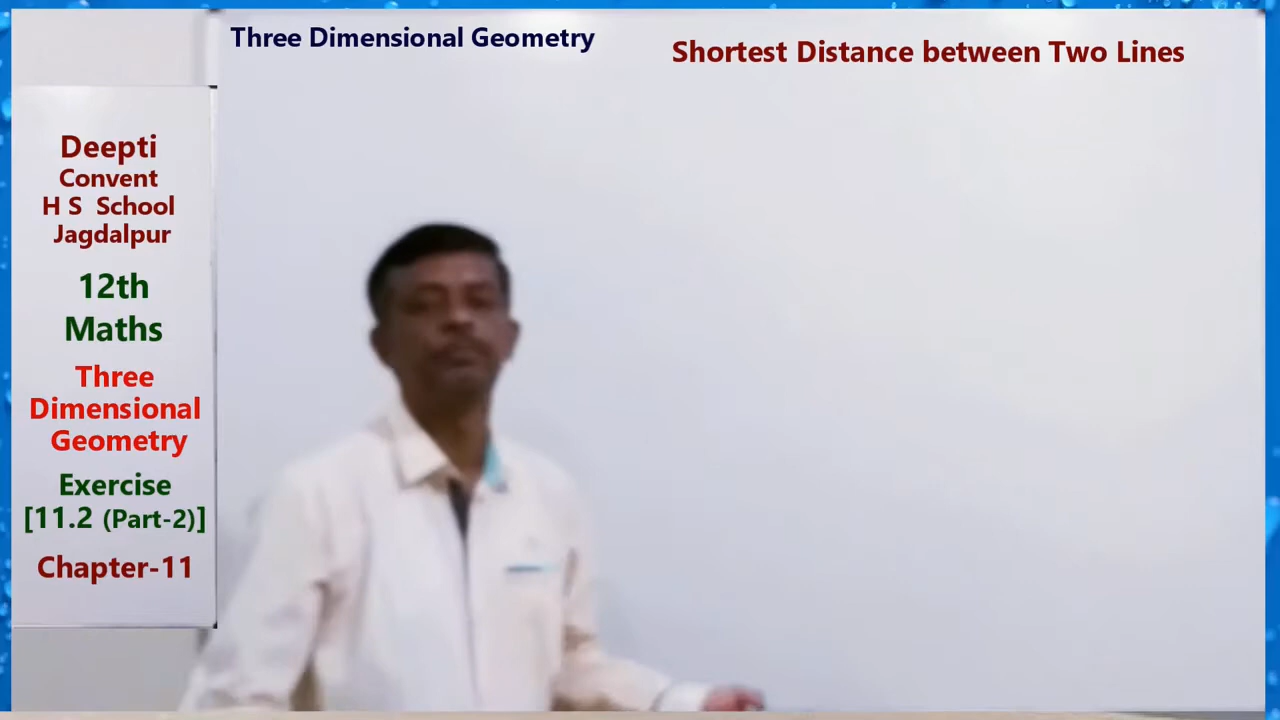 Three Dimensional Geometry
Shortest Distance between Two Lines
Deepti
Convent
H S School
Jagdalpur
12th
Maths
Three
Dimensional
Geometry
Exercise
[11.2 (Part-2)]
Chapter-11